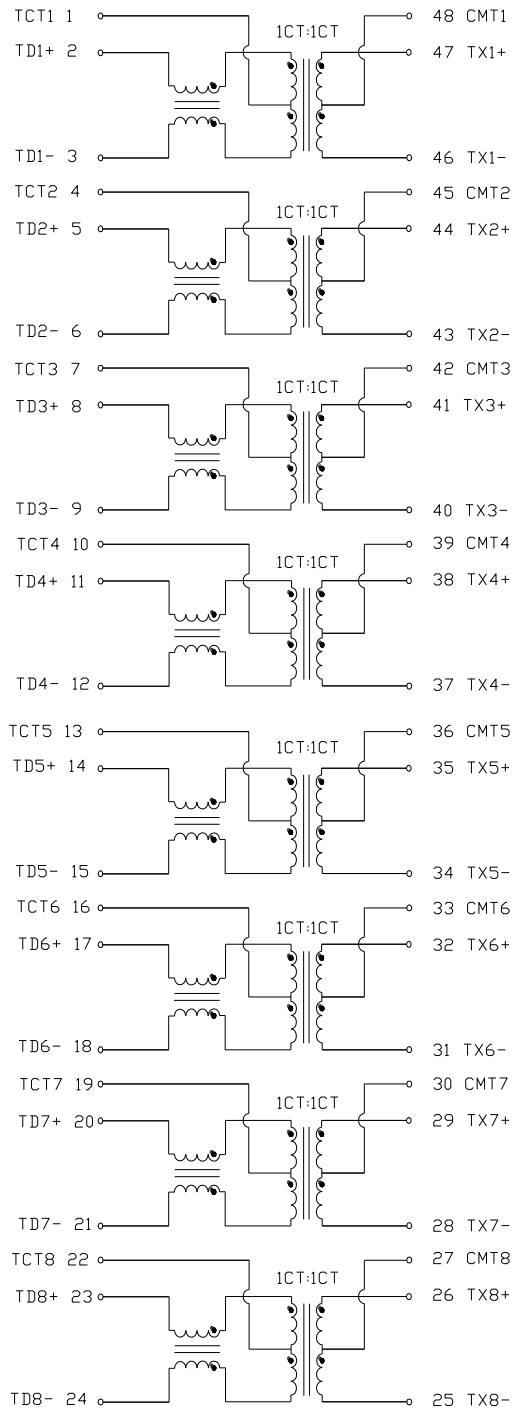 TCT1 1 48 CMT1
1CT:1CT
TD1+ 2 47 TX1+
TD1- 3 46 TX1-
TCT2 4 45 CMT2
1CT:1CT
TD2+ 5 44 TX2+
TD2- 6 43 TX2-
TCT3 7 42 CMT3
1CT:1CT
TD3+ 8 41 TX3+
TD3- 9 40 TX3-
TCT4 10 39 CMT4
1CT:1CT
TD4+ 11 38 TX4+
TD4- 12 37 TX4-
TCT5 13 36 CMT5
1CT:1CT
TD5+ 14 35 TX5+
TD5- 15 34 TX5-
TCT6 16 33 CMT6
1CT:1CT
TD6+ 17 32 TX6+
TD6- 18 31 TX6-
TCT7 19 30 CMT7
1CT:1CT
TD7+ 20 29 TX7+
TD7- 21 28 TX7-
TCT8 22 27 CMT8
1CT:1CT
TD8+ 23 26 TX8+
TD8- 24 25 TX8-